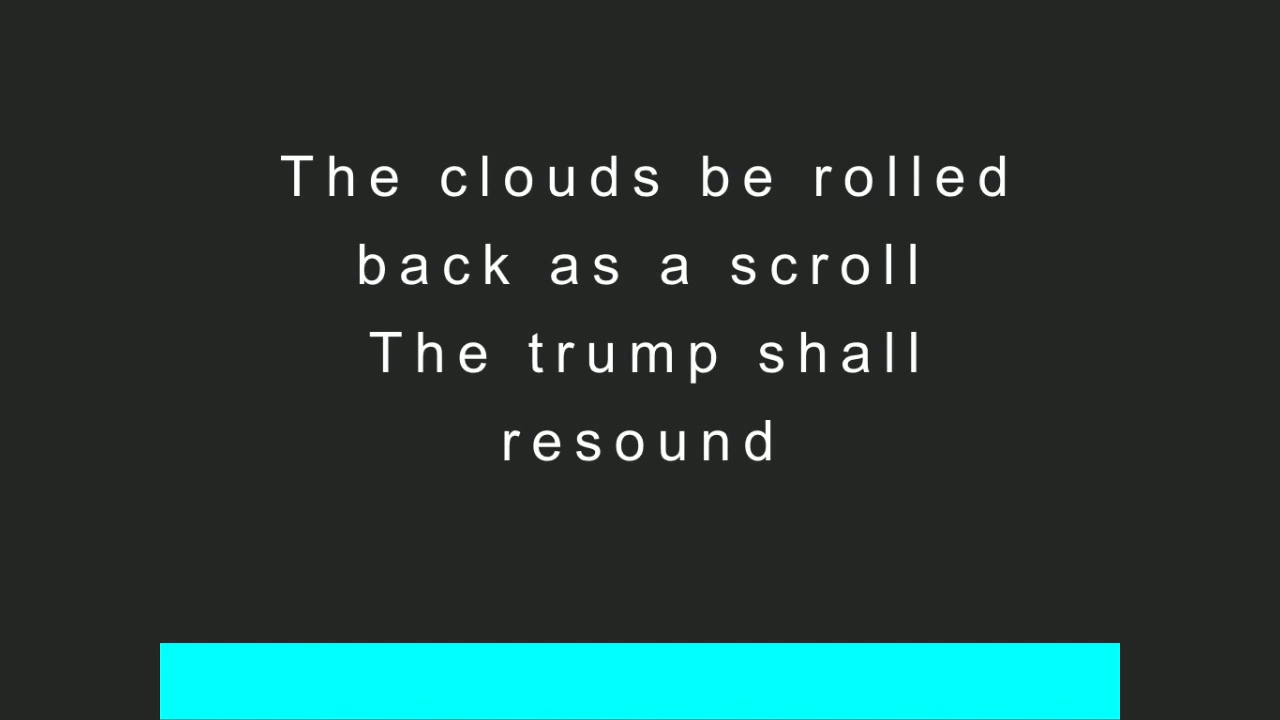 The clouds be rolled
back as a scroll
The trump shall
resound